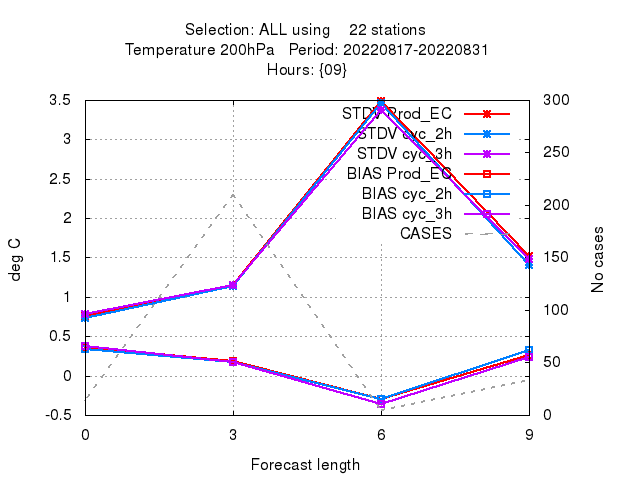 Selection: ALL using 22 stations
Temperature 200hPa Period: 20220817-20220831
Hours: {09}
3.5
3
2.5
2
1.5
1
0.5
0
-0.5
deg C
STDV Prod_EC
STDV cyc_2h
STDV cyc_3h
BIAS Prod_EC
BIAS cyc_2h
BIAS cyc_3h
CASES
300
250
200
150
100
50
0
No cases
0 3 6 9
Forecast length